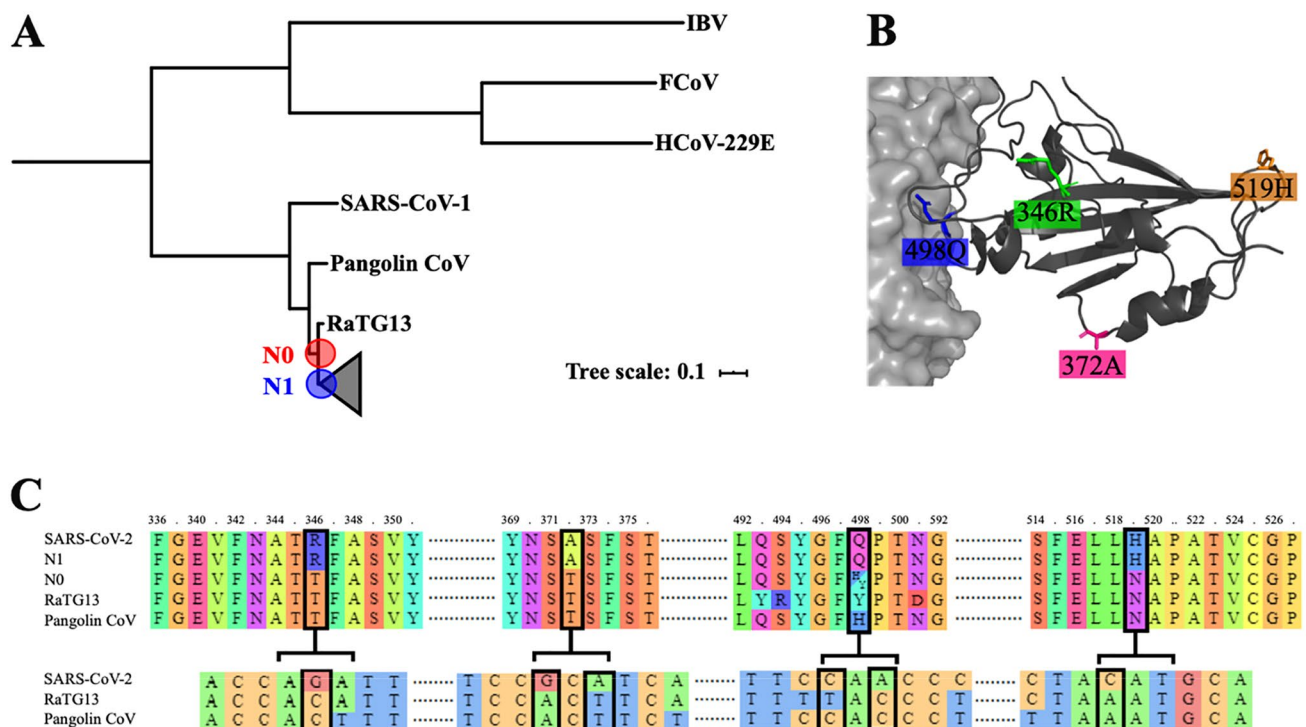 A
IBV
FCoV
HCoV-229E
SARS-CoV-1
Pangolin CoV
RaTG13
N0
N1
Tree scale: 0.1
B
498Q
346R
519H
372A
C
336 . 340 . 342 . 344 . 346 . 348 . 350 . 369 . 371 . 373 . 375 . 492 . 494 . 496 . 498 . 500 592 514 . 516 . 518 . 520 . 522 . 524 . 526 .
SARS-CoV-2 F G E V F N A T R F A S V Y ........ Y N S A S F S T ........ L Q S Y G F Q P T N G ........ S F E L L H A P A T V C G P
N1 F G E V F N A T R F A S V Y ........ Y N S A S F S T ........ L Q S Y G F Q P T N G ........ S F E L L H A P A T V C G P
N0 F G E V F N A T T F A S V Y ........ Y N S T S F S T ........ L Q S Y G F H/Y P T N G ........ S F E L L N A P A T V C G P
RaTG13 F G E V F N A T T F A S V Y ........ Y N S T S F S T ........ L Y R Y G F Y P T D G ........ S F E L L N A P A T V C G P
Pangolin CoV F G E V F N A T T F A S V Y ........ Y N S T S F S T ........ L Q S Y G F H P T N G ........ S F E L L N A P A T V C G P
SARS-CoV-2 A C C A G A T T ...... T C C G C A T C A ...... T T C C A A C C C ...... C T A C A T G C A
RaTG13 A C C A C A T T ...... T C C A C T T C A ...... T T T T A C C C T ...... C T A A A T G C A
Pangolin CoV A C C A C T T T ...... T C C A C T T C T ...... T T C C A C C C T ...... T T A A A T